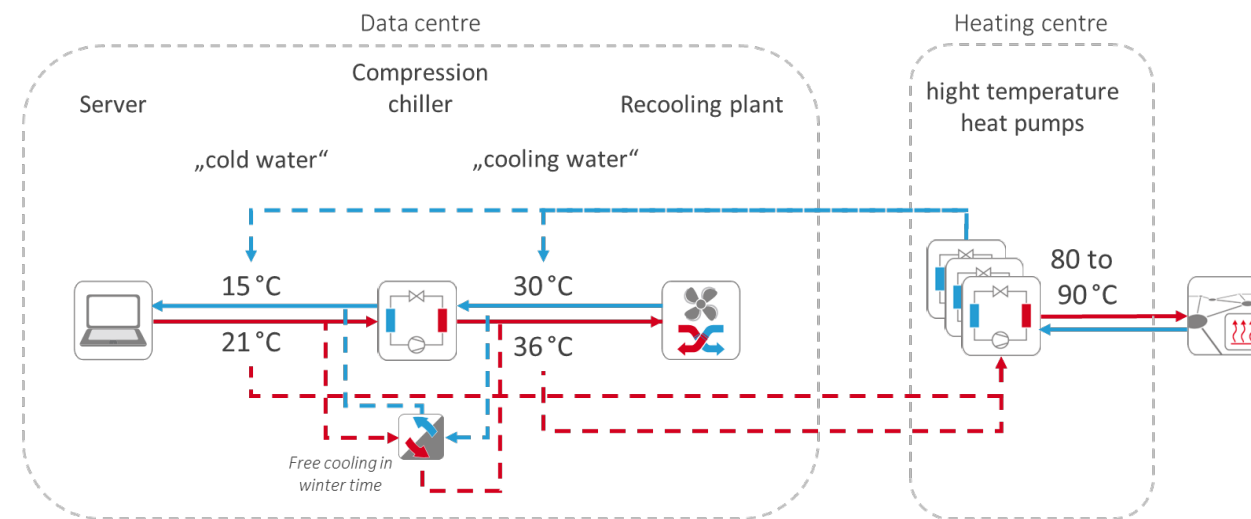 Data centre
Heating centre
Server
Compression
chiller
Recooling plant
hight temperature
heat pumps
„cold water“
„cooling water“
15 °C
30 °C
80 to
90 °C
21 °C
36 °C
Free cooling in
winter time